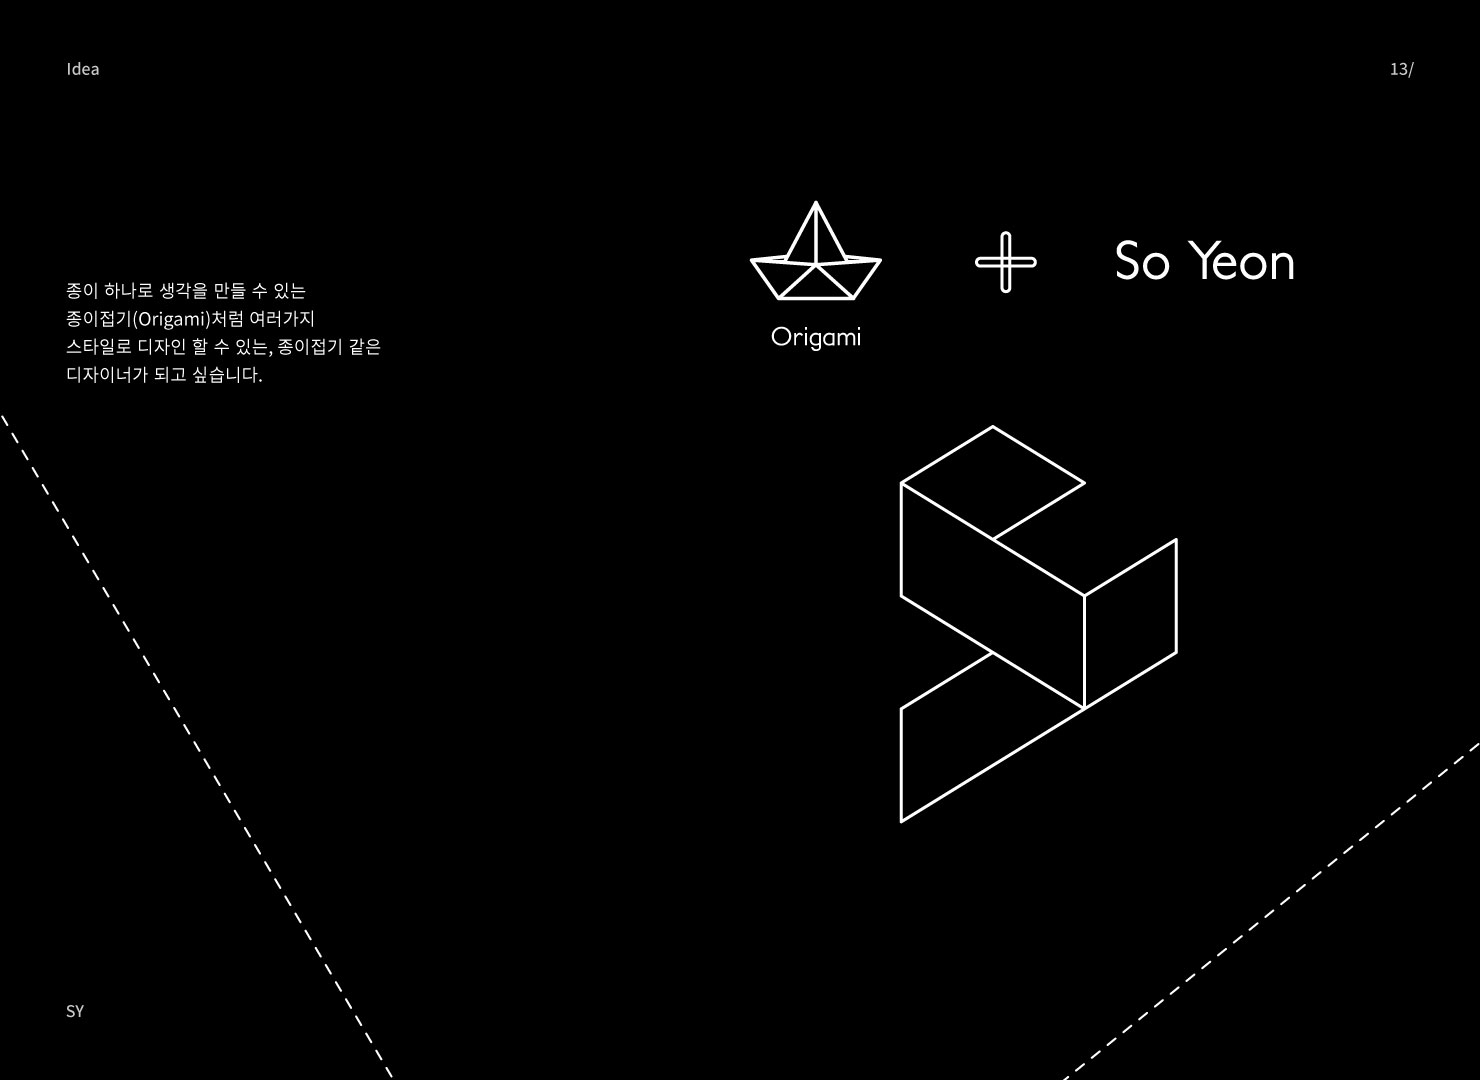 Idea
13/
So Yeon
종이 하나로 생각을 만들 수 있는
종이접기(Origami)처럼 여러가지
스타일로 디자인 할 수 있는, 종이접기 같은
디자이너가 되고 싶습니다.
Origami
SY